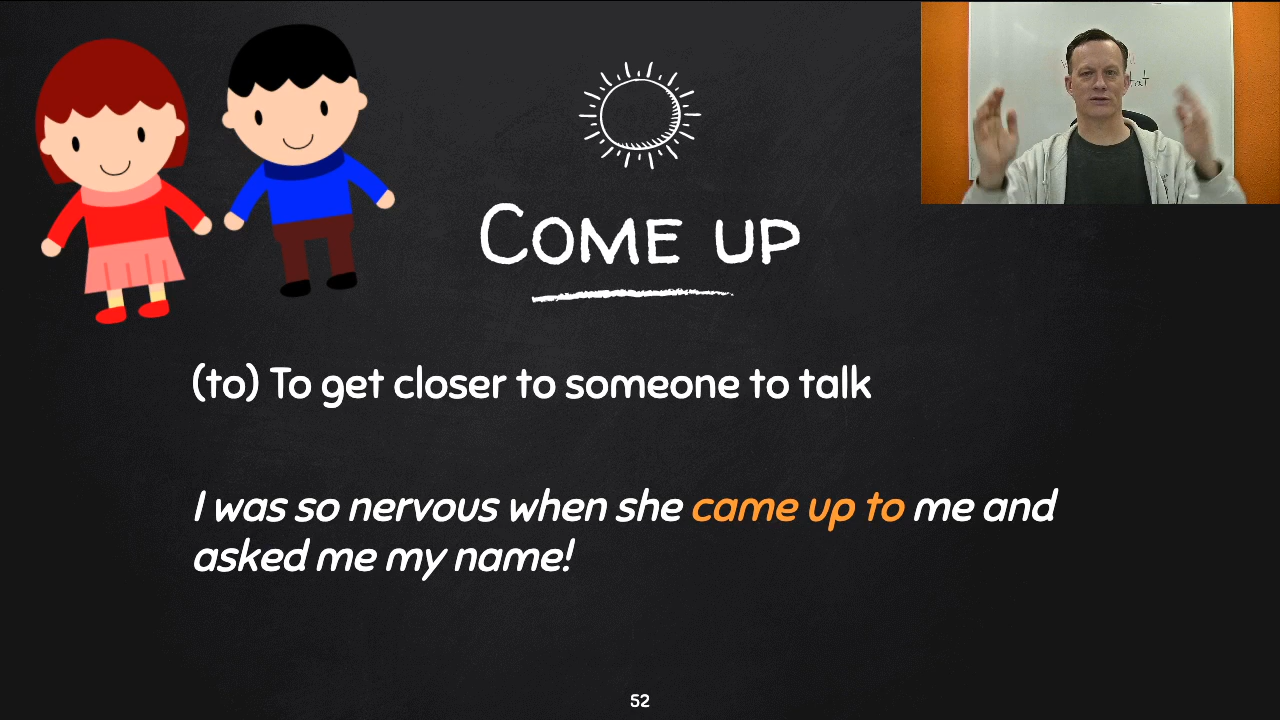 Come up
(to) To get closer to someone to talk
I was so nervous when she came up to me and
asked me my name!
52